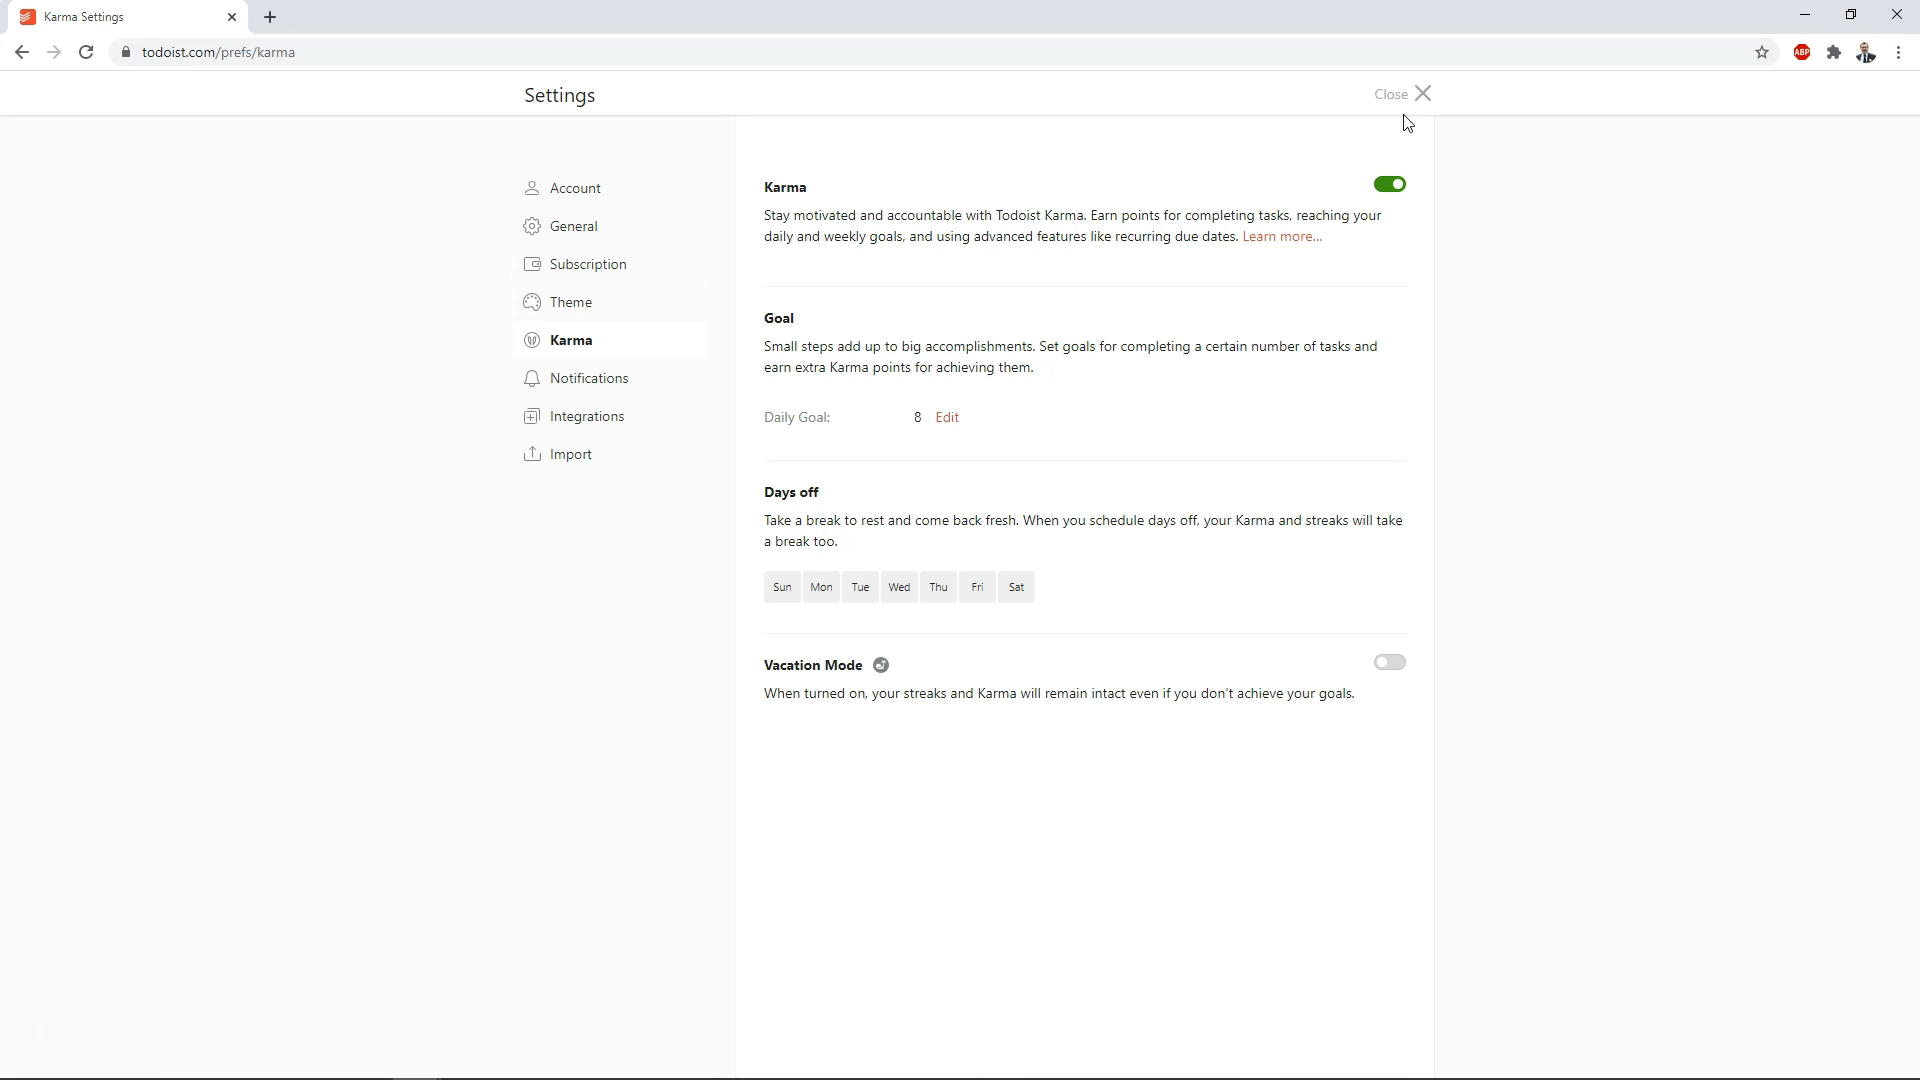 Karma Settings
todoist.com/prefs/karma
ABP
Settings
Close
Account
General
Subscription
Theme
Karma
Notifications
Integrations
Import
Karma
Stay motivated and accountable with Todoist Karma. Earn points for completing tasks, reaching your
daily and weekly goals, and using advanced features like recurring due dates. Learn more...
Goal
Small steps add up to big accomplishments. Set goals for completing a certain number of tasks and
earn extra Karma points for achieving them.
Daily Goal: 8 Edit
Days off
Take a break to rest and come back fresh. When you schedule days off, your Karma and streaks will take
a break too.
Sun Mon Tue Wed Thu Fri Sat
Vacation Mode
When turned on, your streaks and Karma will remain intact even if you don't achieve your goals.